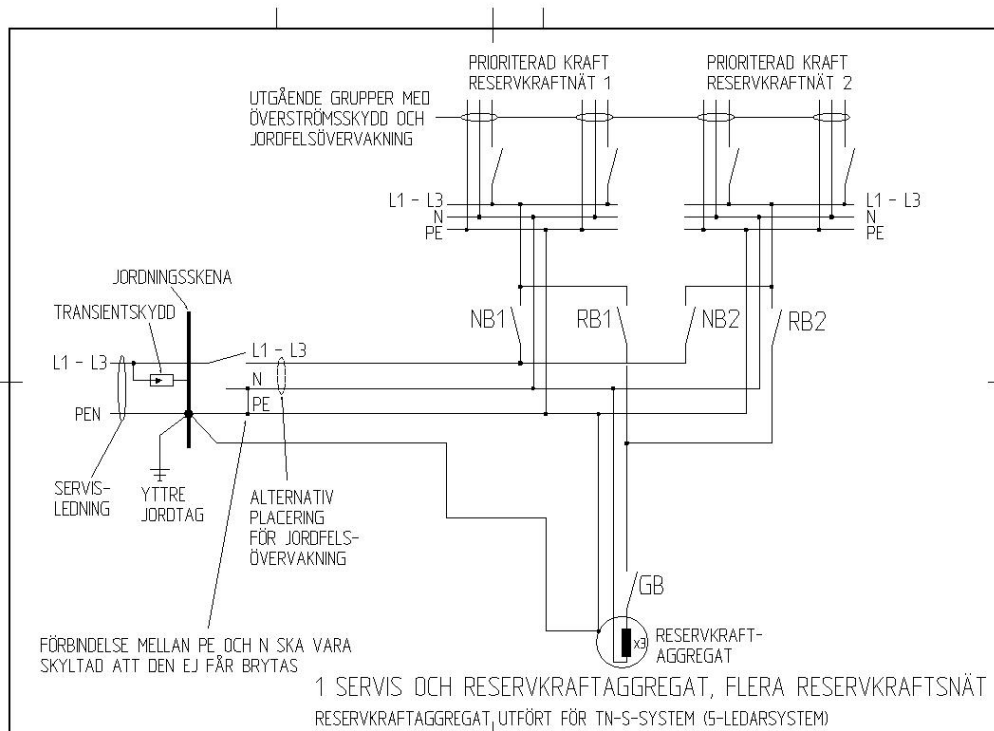 PRIORITERAD KRAFT
RESERVKRAFTNÄT 1
PRIORITERAD KRAFT
RESERVKRAFTNÄT 2
UTGÅENDE GRUPPER MED
ÖVERSTRÖMSSKYDD OCH
JORDFELSÖVERVAKNING
L1 - L3
N
PE
L1 - L3
N
PE
JORDNINGSSKENA
TRANSIENTSKYDD
NB1
RB1
NB2
RB2
L1 - L3
L1 - L3
N
PEN
PE
SERVIS-
LEDNING
YTTRE
JORDTAG
ALTERNATIV
PLACERING
FÖR JORDFELS-
ÖVERVAKNING
GB
x3
RESERVKRAFT-
AGGREGAT
FÖRBINDELSE MELLAN PE OCH N SKA VARA
SKYLTAD ATT DEN EJ FÅR BRYTAS
1 SERVIS OCH RESERVKRAFTAGGREGAT, FLERA RESERVKRAFTSNÄT
RESERVKRAFTAGGREGAT UTFÖRT FÖR TN-S-SYSTEM (5-LEDARSYSTEM)